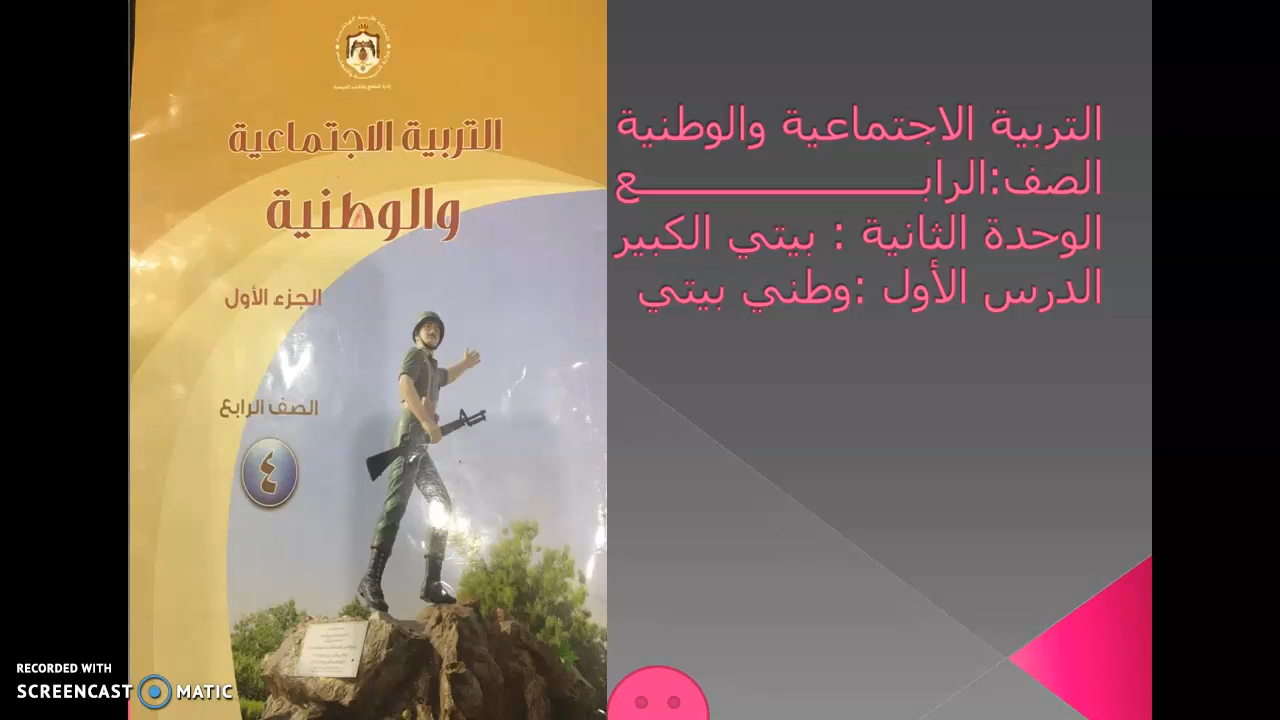 التربية الاجتماعية
والوطنية
الجزء الأول
الصف الرابع
٤
التربية الاجتماعية والوطنية
الصف:الرابـــــــــــــــــــــــــع
الوحدة الثانية : بيتي الكبير
الدرس الأول :وطني بيتي
RECORDED WITH
SCREENCAST MATIC